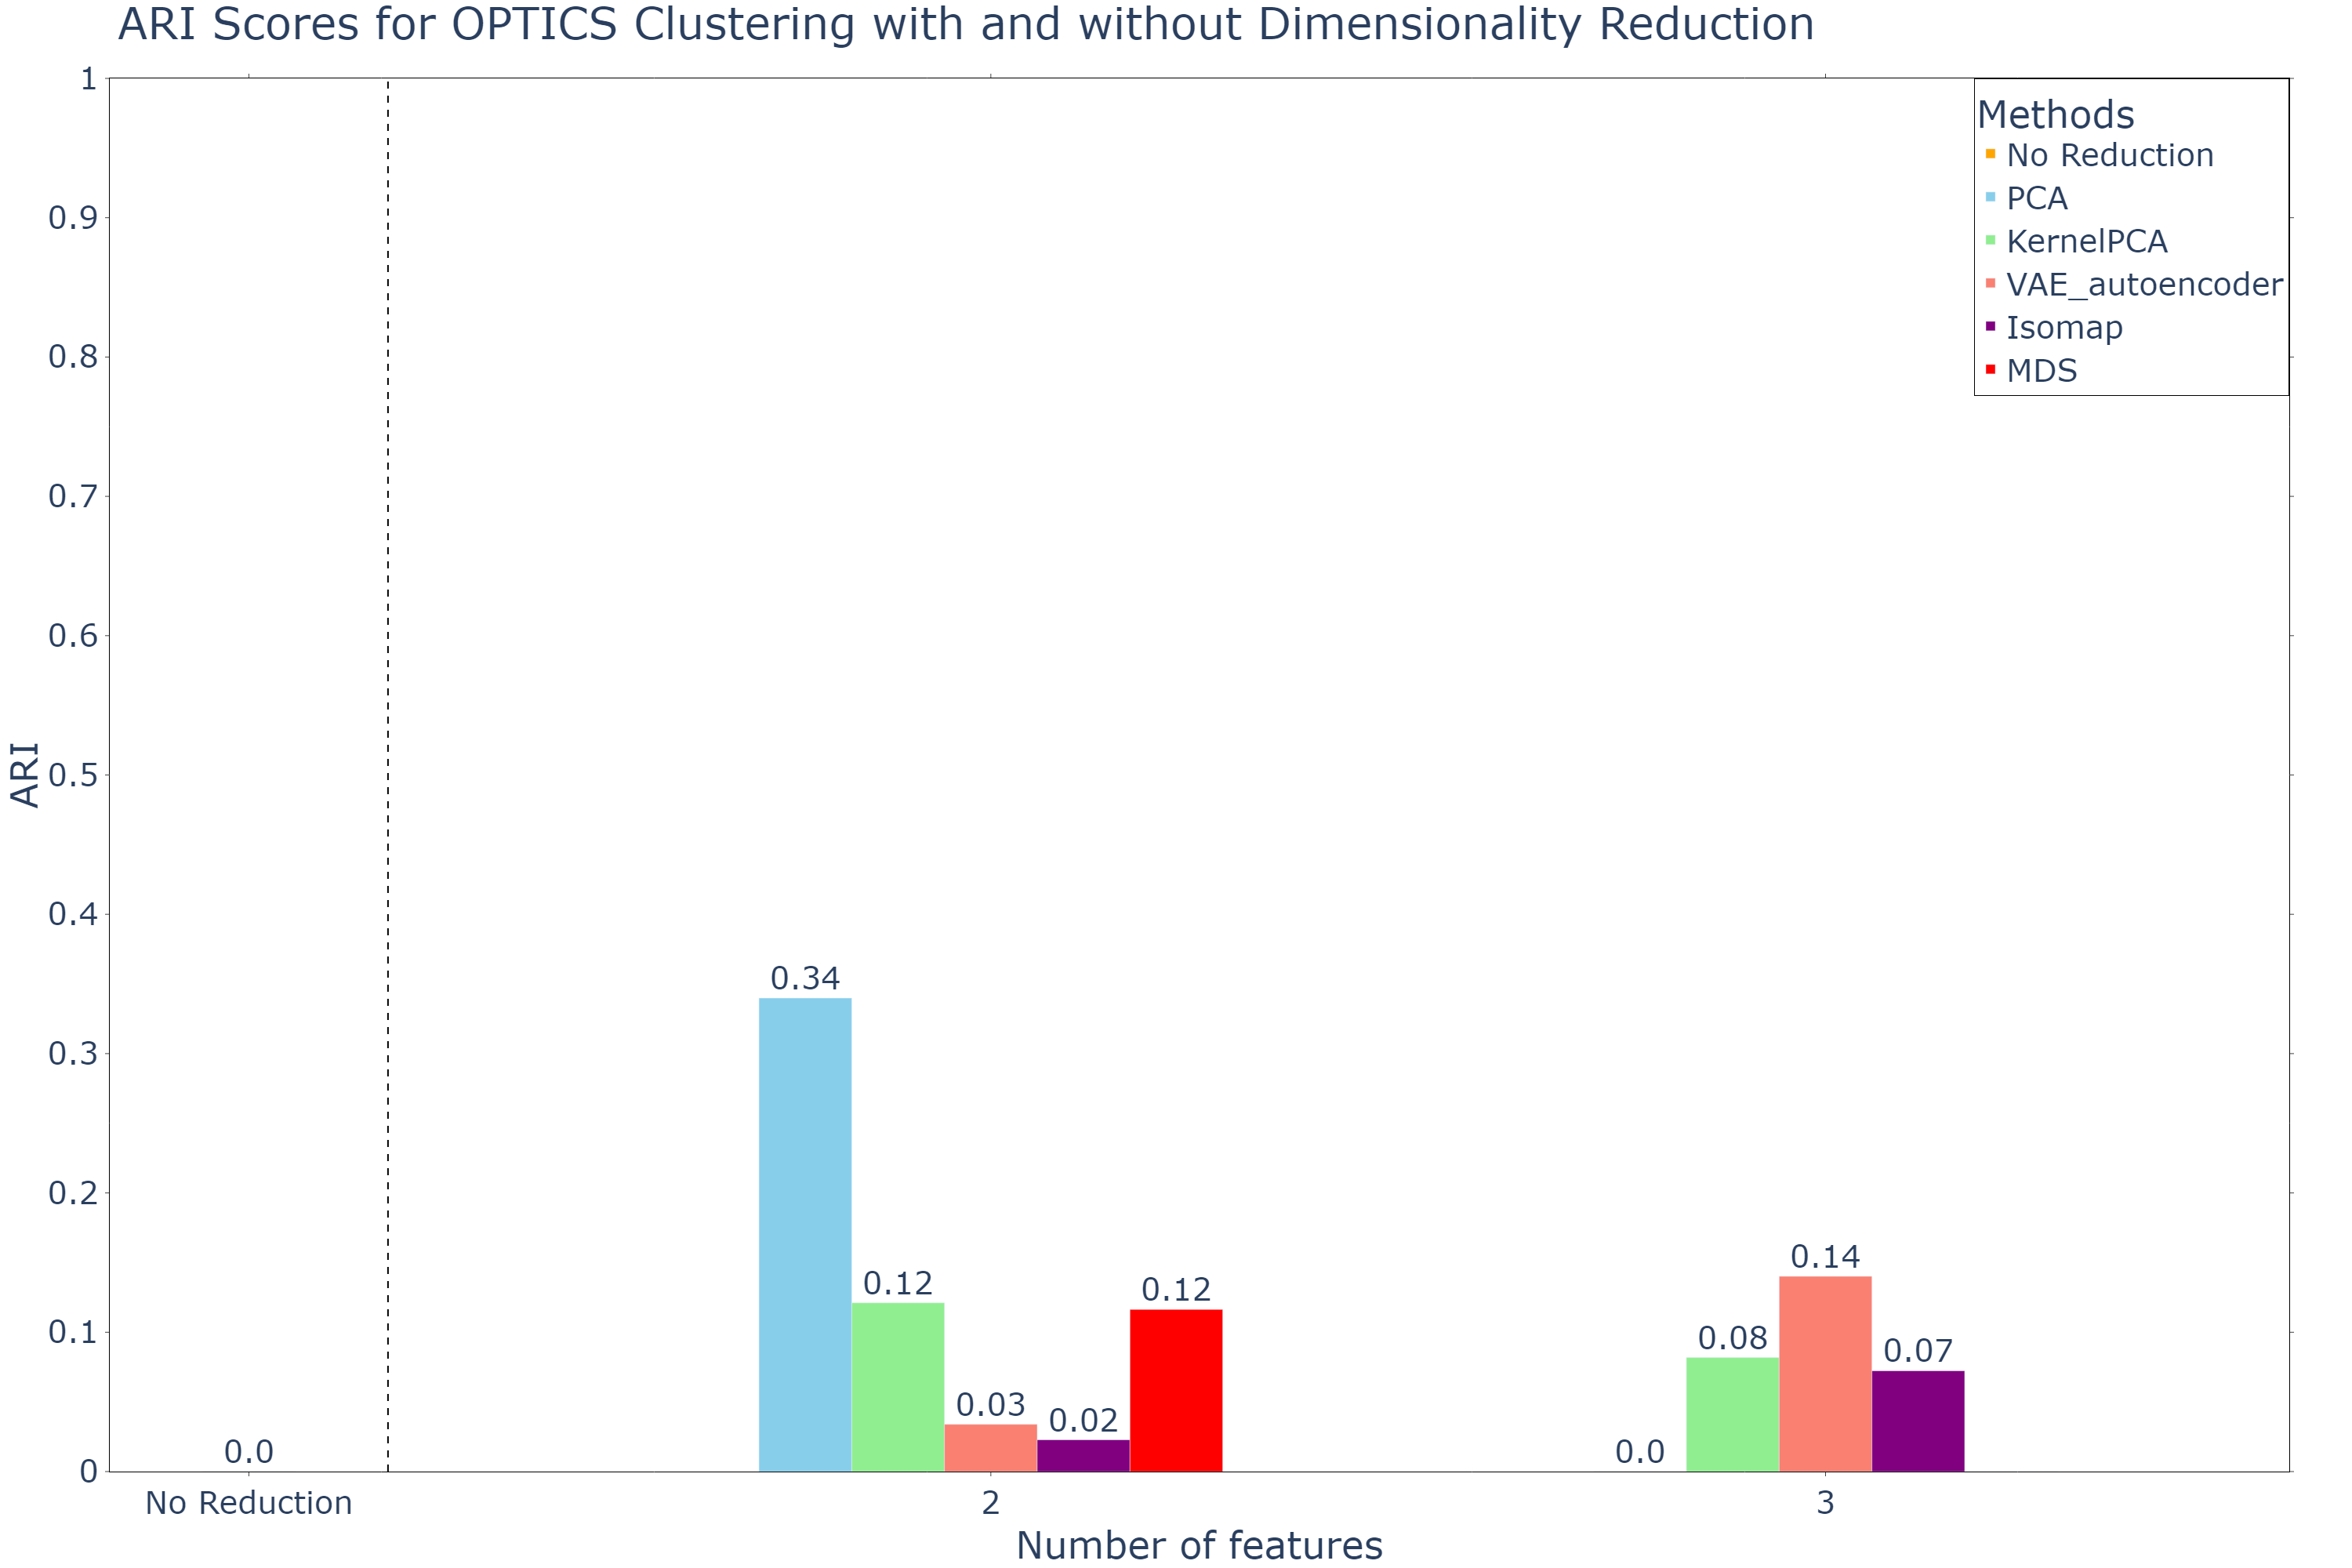 ARI Scores for OPTICS Clustering with and without Dimensionality Reduction
1
0.9
0.8
0.7
0.6
0.5
0.4
0.3
0.2
0.1
0
ARI
Methods
No Reduction
PCA
KernelPCA
VAE_autoencoder
Isomap
MDS
0.0
0.34
0.12
0.03
0.02
0.12
0.0
0.08
0.14
0.07
No Reduction
2
3
Number of features